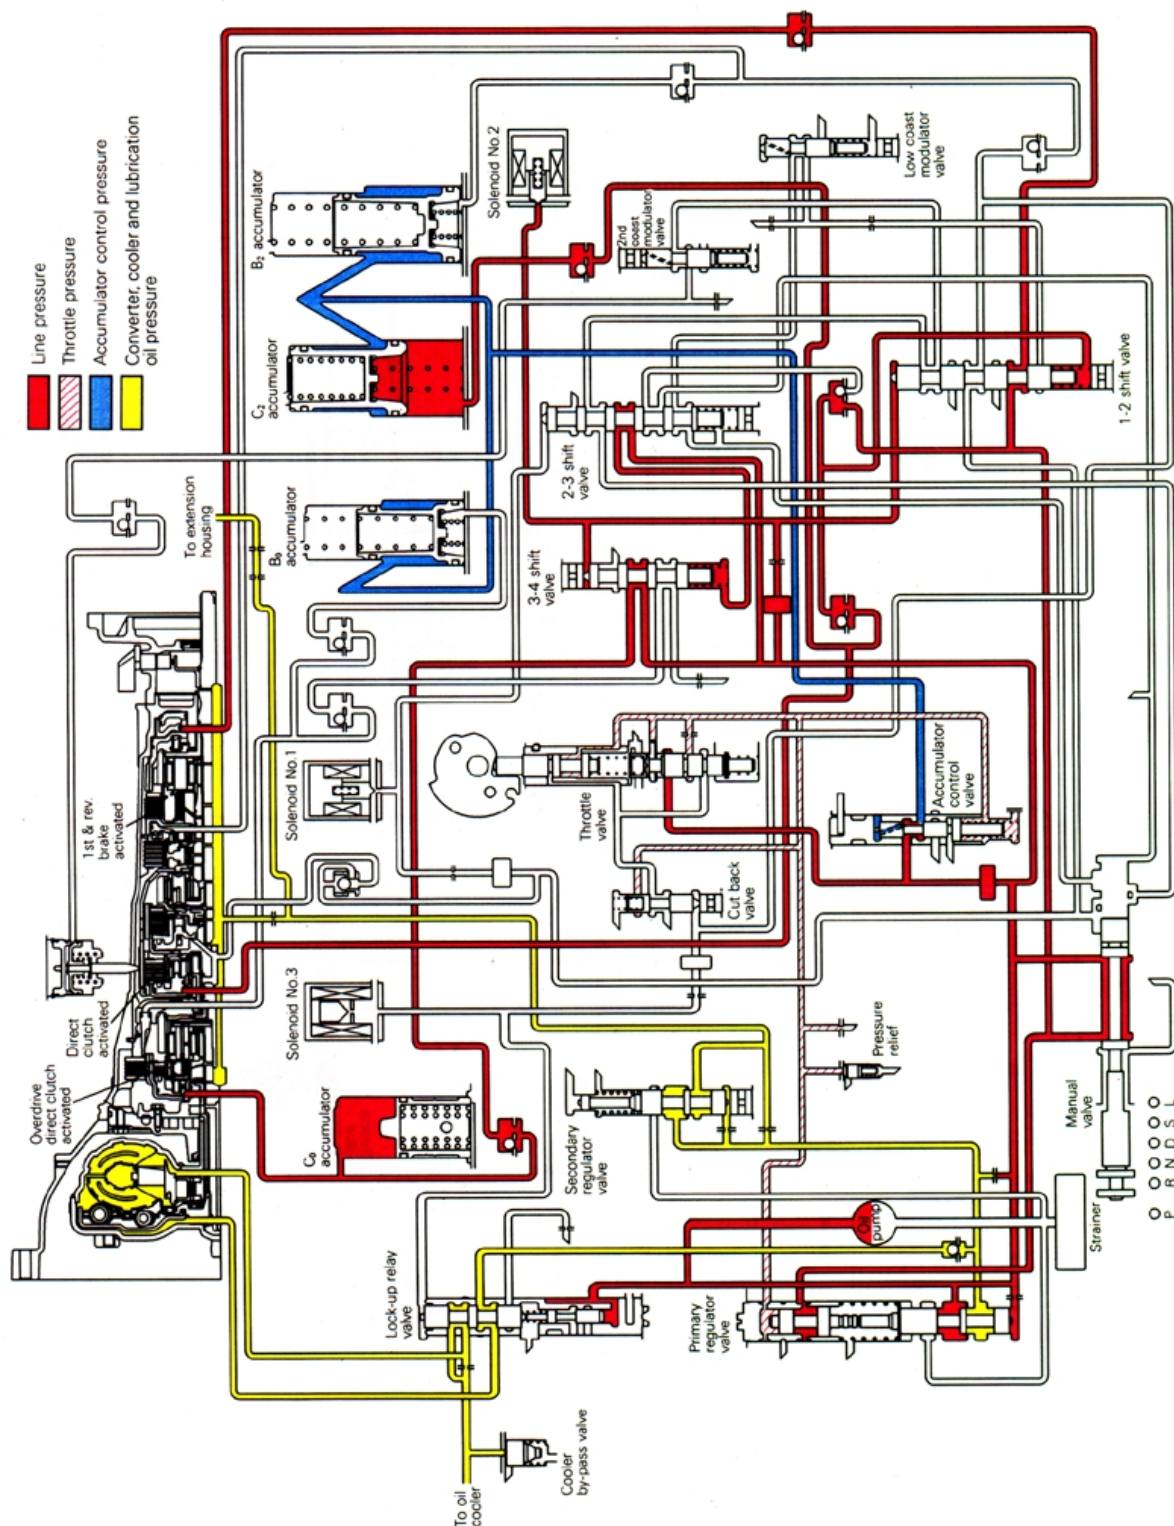 Line pressure
Throttle pressure
Accumulator control pressure
Converter, cooler and lubrication
oil pressure
B2 accumulator
C2
accumulator
B0
accumulator
To extension
housing
Solenoid No.2
2nd
coast
modulator
valve
Low coast
modulator
valve
1st & rev.
brake
activated
Direct
clutch
activated
Overdrive
direct clutch
activated
Solenoid No.1
Solenoid No.3
C0
accumulator
2-3 shift
valve
3-4 shift
valve
1-2 shift valve
Throttle
valve
Cut back
valve
Accumulator
control
valve
Secondary
regulator
valve
Pressure
relief
Lock-up relay
valve
Oil
pump
Primary
regulator
valve
Strainer
Manual
valve
P R N D S L
To oil
cooler
Cooler
by-pass valve